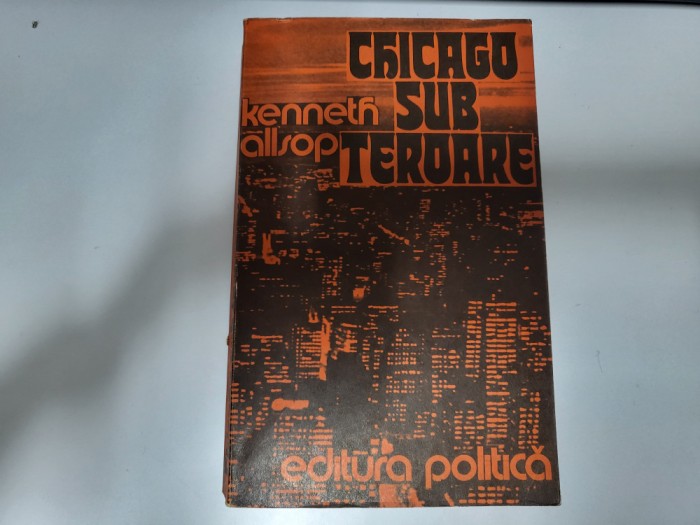 CHICAGO
SUB
TEROARE
kenneth
allsop
editura politică